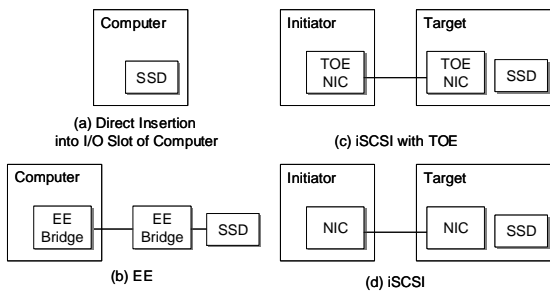 Computer
SSD
(a) Direct Insertion
into I/O Slot of Computer
Initiator
TOE
NIC
Target
TOE
NIC
SSD
(c) iSCSI with TOE
Computer
EE
Bridge
EE
Bridge
SSD
(b) EE
Initiator
NIC
Target
NIC
SSD
(d) iSCSI